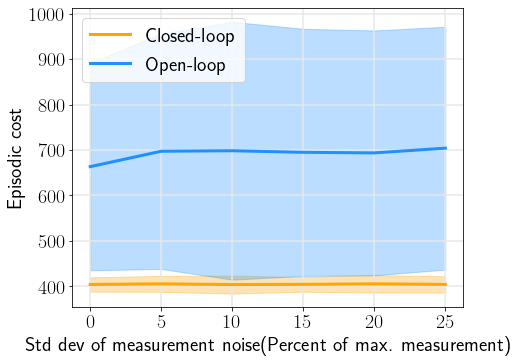 1000
900
800
700
600
500
400
Episodic cost
Closed-loop
Open-loop
0 5 10 15 20 25
Std dev of measurement noise(Percent of max. measurement)